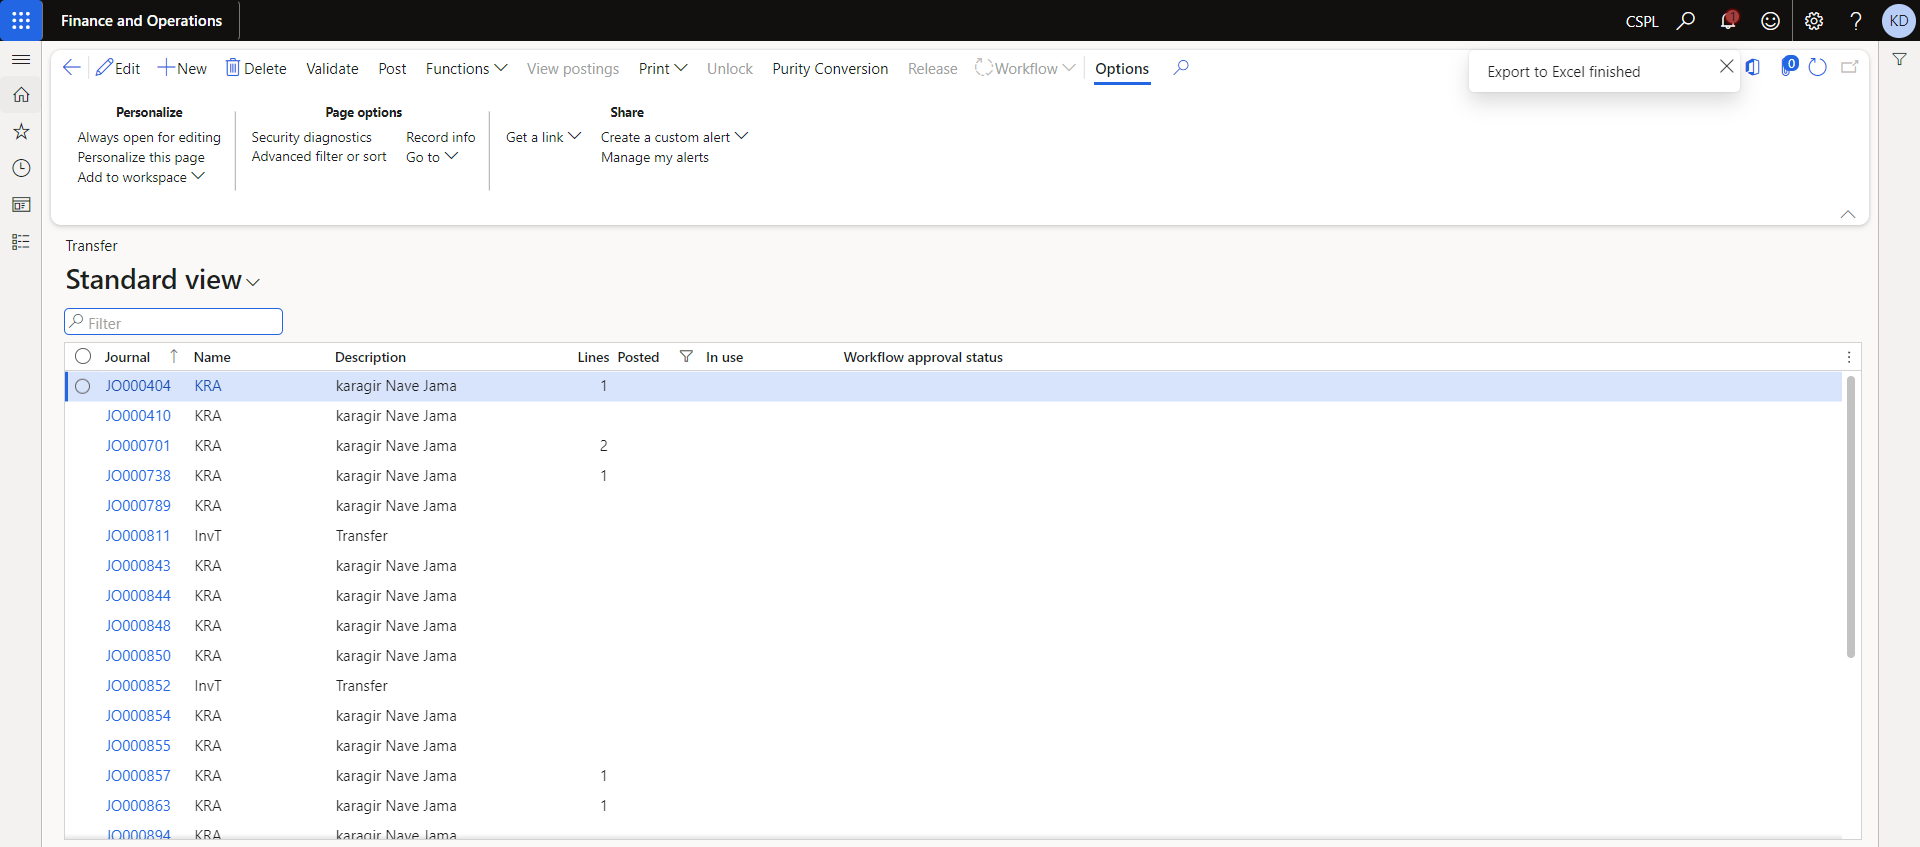 Finance and Operations
CSPL
1
?
KD
Edit
New
Delete
Validate
Post
Functions
View postings
Print
Unlock
Purity Conversion
Release
Workflow
Options
Export to Excel finished
0
Personalize
Always open for editing
Personalize this page
Add to workspace
Page options
Security diagnostics
Advanced filter or sort
Record info
Go to
Get a link
Share
Create a custom alert
Manage my alerts
Transfer
Standard view
Filter
Journal Name Description Lines Posted In use Workflow approval status
JO000404 KRA karagir Nave Jama 1
JO000410 KRA karagir Nave Jama
JO000701 KRA karagir Nave Jama 2
JO000738 KRA karagir Nave Jama 1
JO000789 KRA karagir Nave Jama
JO000811 InvT Transfer
JO000843 KRA karagir Nave Jama
JO000844 KRA karagir Nave Jama
JO000848 KRA karagir Nave Jama
JO000850 KRA karagir Nave Jama
JO000852 InvT Transfer
JO000854 KRA karagir Nave Jama
JO000855 KRA karagir Nave Jama
JO000857 KRA karagir Nave Jama 1
JO000863 KRA karagir Nave Jama 1
JO000894 KRA karagir Nave Jama